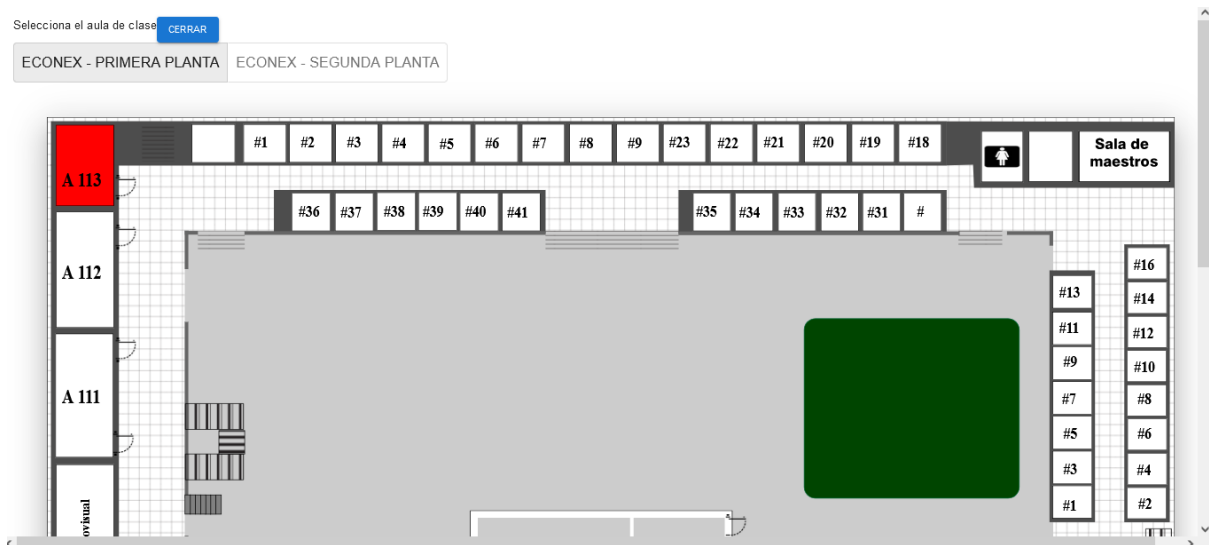 Selecciona el aula de clase CERRAR
ECONEX - PRIMERA PLANTA ECONEX - SEGUNDA PLANTA
#1 #2 #3 #4 #5 #6 #7 #8 #9 #23 #22 #21 #20 #19 #18
Sala de
maestros
A 113
#36 #37 #38 #39 #40 #41 #35 #34 #33 #32 #31 #
A 112
#16
#13
#14
#11
#12
#9
#10
A 111
#7
#8
#5
#6
#3
#4
#1
#2
ovisual